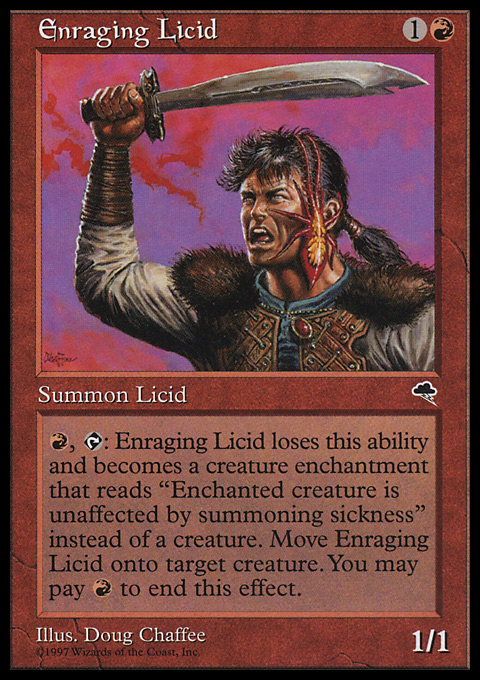 Enraging Licid 1
Summon Licid
, : Enraging Licid loses this ability
and becomes a creature enchantment
that reads “Enchanted creature is
unaffected by summoning sickness”
instead of a creature. Move Enraging
Licid onto target creature. You may
pay to end this effect.
Illus. Doug Chaffee
1/1
©1997 Wizards of the Coast, Inc.